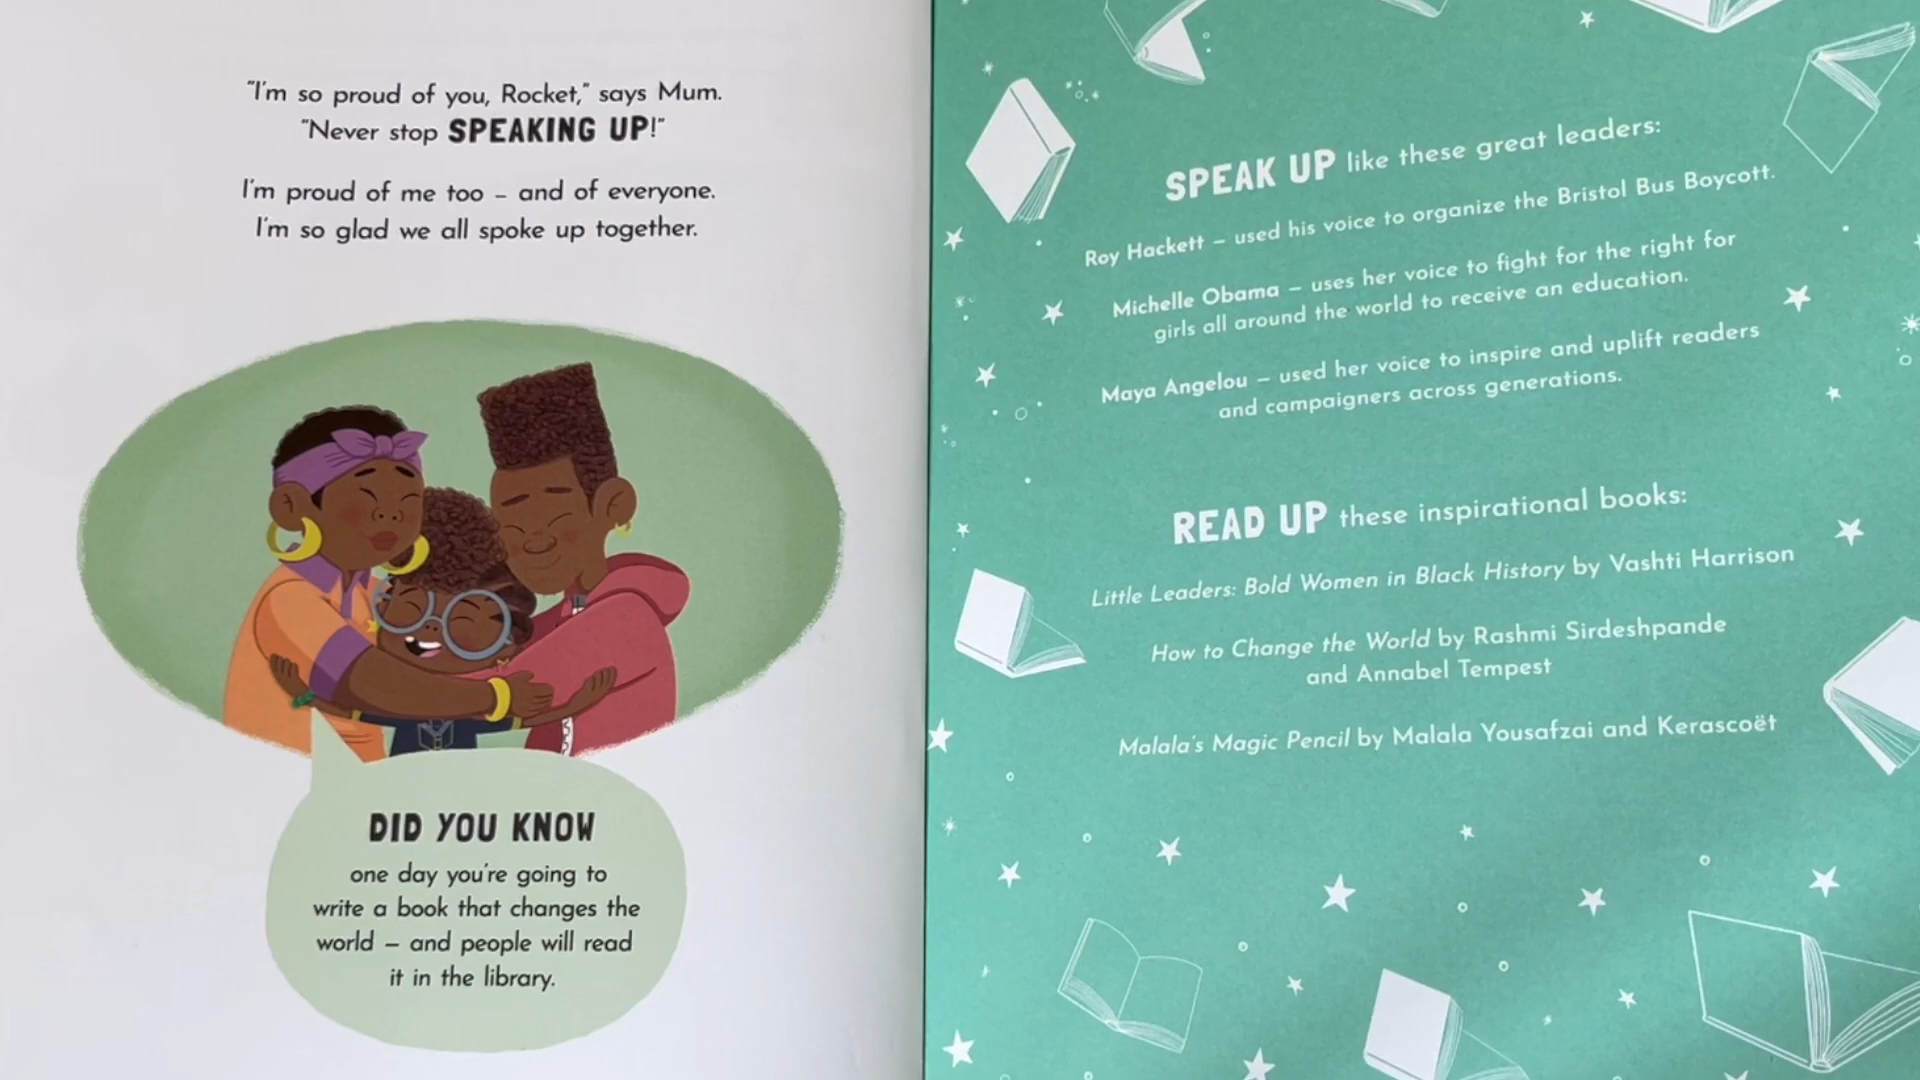 "I'm so proud of you, Rocket," says Mum.
"Never stop SPEAKING UP!"
I'm proud of me too – and of everyone.
I'm so glad we all spoke up together.
DID YOU KNOW
one day you're going to
write a book that changes the
world – and people will read
it in the library.
SPEAK UP like these great leaders:
Roy Hackett – used his voice to organize the Bristol Bus Boycott.
Michelle Obama – uses her voice to fight for the right for
girls all around the world to receive an education.
Maya Angelou – used her voice to inspire and uplift readers
and campaigners across generations.
READ UP these inspirational books:
Little Leaders: Bold Women in Black History by Vashti Harrison
How to Change the World by Rashmi Sirdeshpande
and Annabel Tempest
Malala's Magic Pencil by Malala Yousafzai and Kerascoët